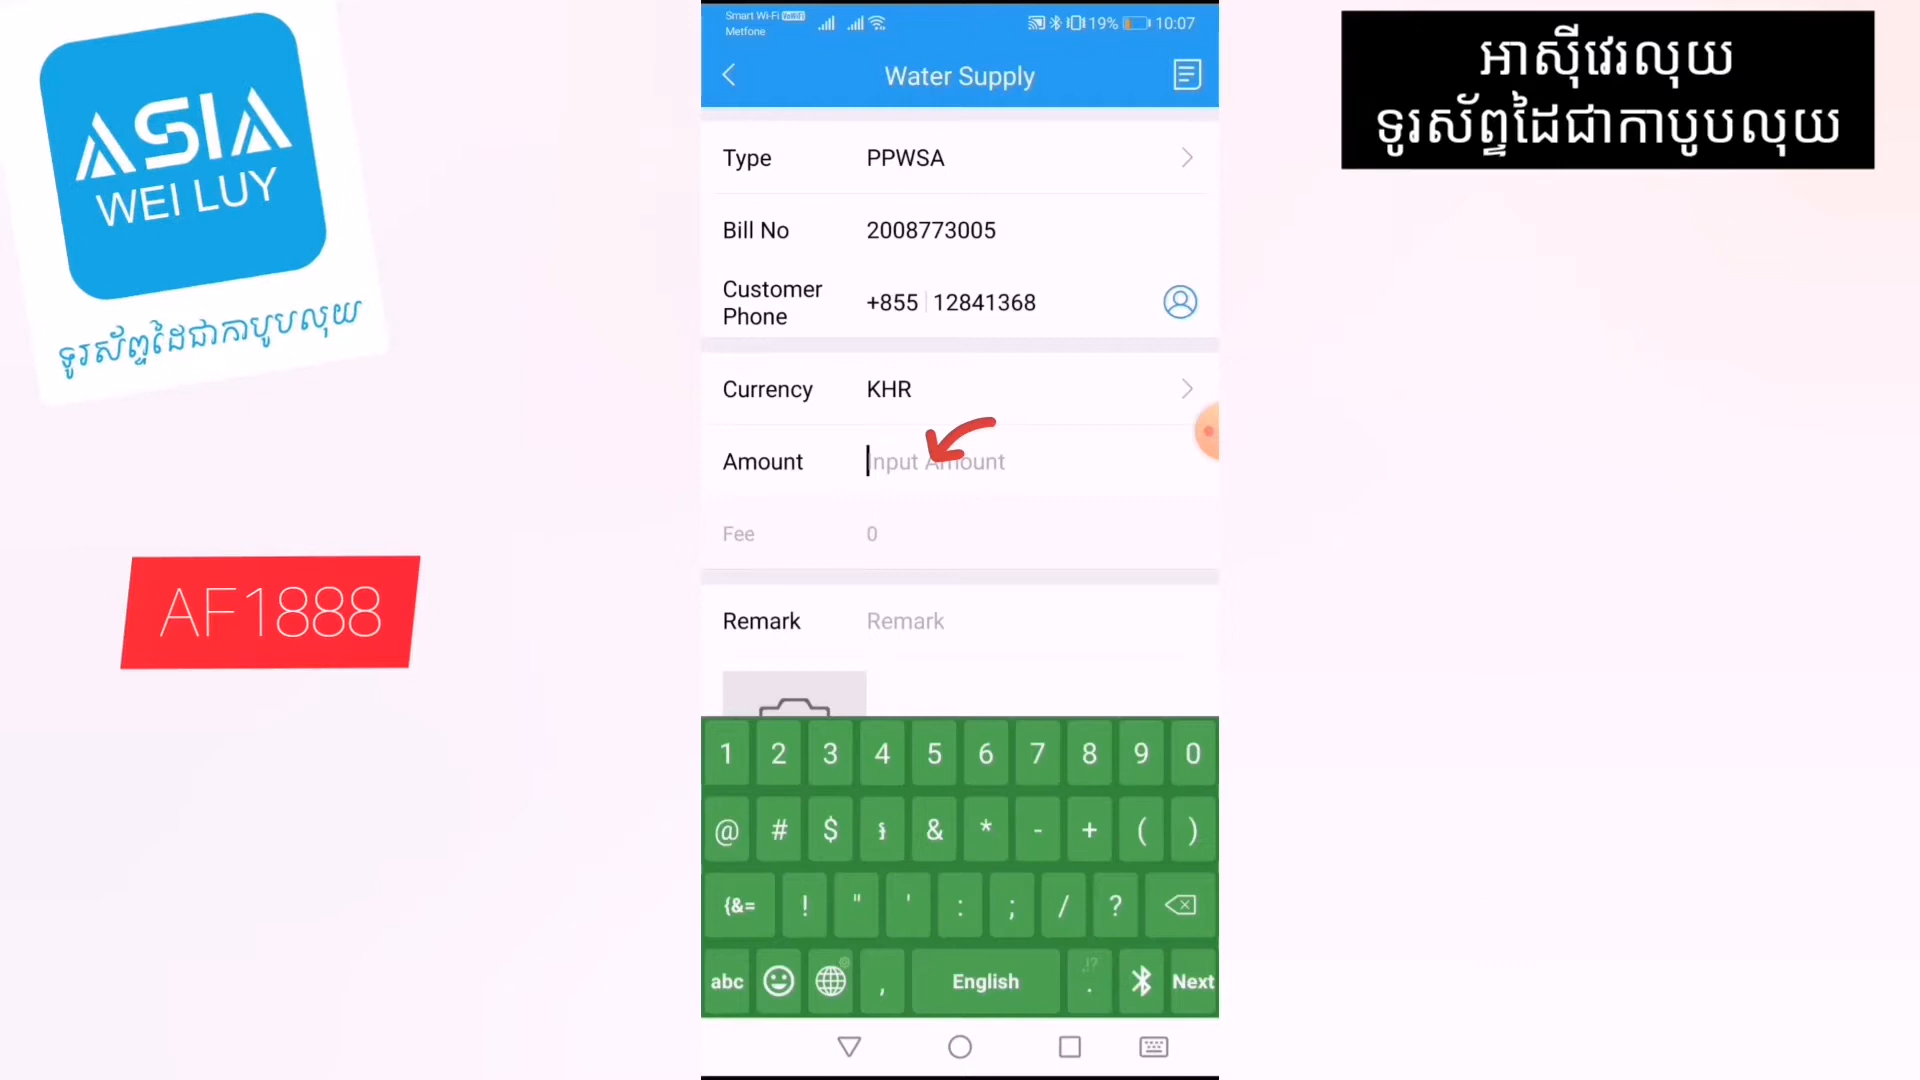 ASIA
WEI LUY
ទូរស័ព្ទដៃជាកាបូបលុយ
AF1888
Smart Wi-Fi VoWiFi
Metfone
19% 10:07
Water Supply
Type PPWSA
Bill No 2008773005
Customer
Phone
+855 12841368
Currency KHR
Amount Input Amount
Fee 0
Remark Remark
1 2 3 4 5 6 7 8 9 0
@ # $ ៛ & * - + ( )
{&= ! " ' : ; / ?
abc , English .,!? Next
អាស៊ីវេរលុយ
ទូរស័ព្ទដៃជាកាបូបលុយ